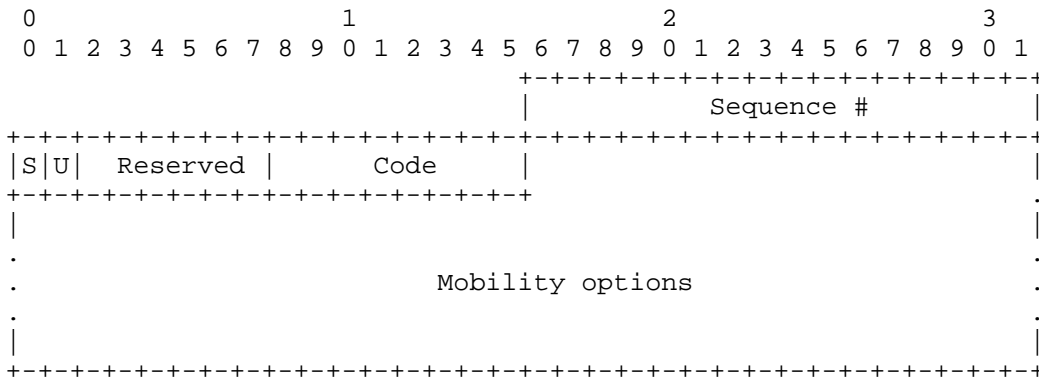 0                   1                   2                   3
0 1 2 3 4 5 6 7 8 9 0 1 2 3 4 5 6 7 8 9 0 1 2 3 4 5 6 7 8 9 0 1
                                +-+-+-+-+-+-+-+-+-+-+-+-+-+-+-+-+
                                |           Sequence #          |
+-+-+-+-+-+-+-+-+-+-+-+-+-+-+-+-+-+-+-+-+-+-+-+-+-+-+-+-+-+-+-+-+
|S|U|  Reserved |      Code     |                               |
+-+-+-+-+-+-+-+-+-+-+-+-+-+-+-+-+                               .
|                                                               |
.                                                               .
.                          Mobility options                     .
.                                                               .
|                                                               |
+-+-+-+-+-+-+-+-+-+-+-+-+-+-+-+-+-+-+-+-+-+-+-+-+-+-+-+-+-+-+-+-+